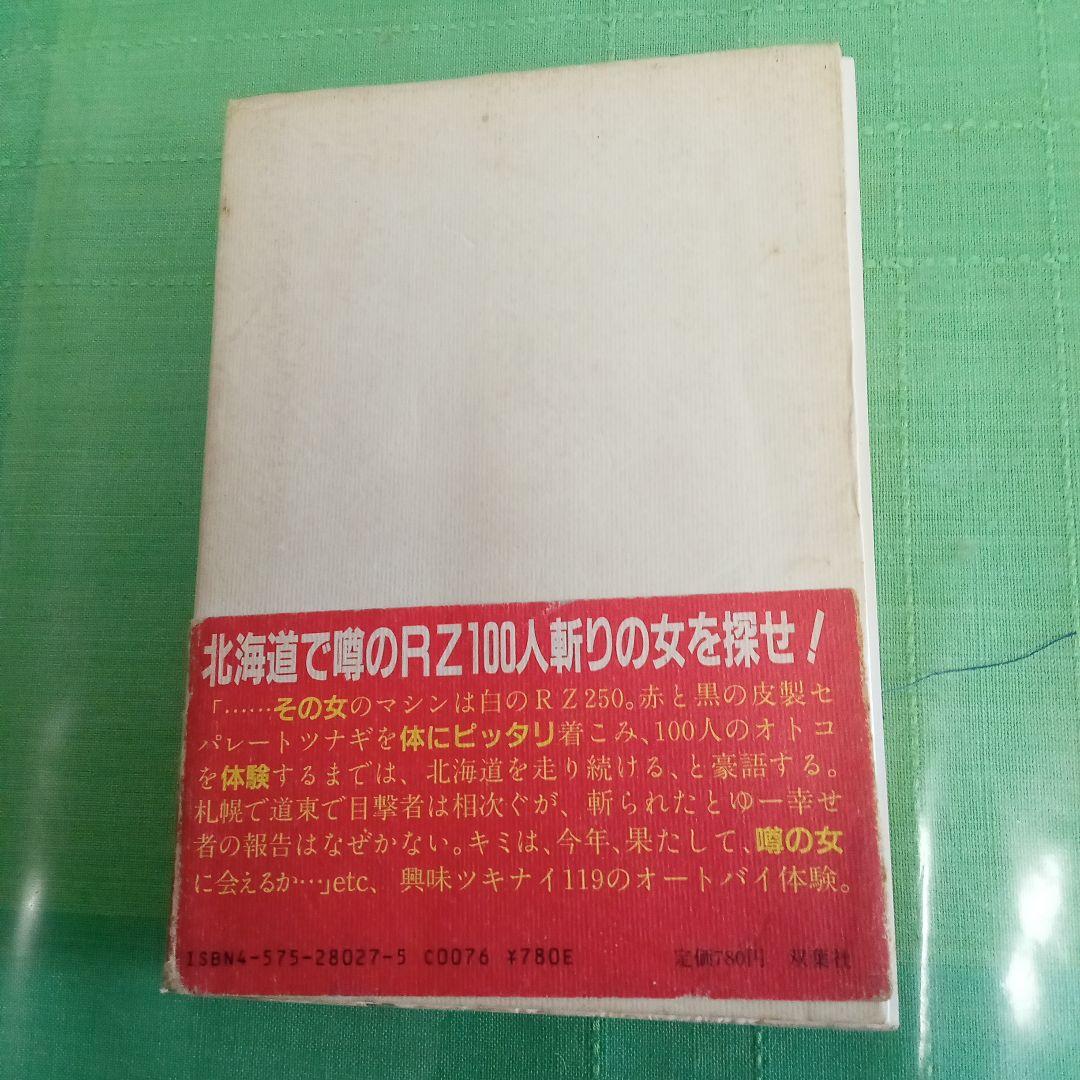 北海道で噂のRZ100人斬りの女を探せ!
「……その女のマシンは白のRZ250。赤と黒の皮製セ
パレートツナギを体にピッタリ着こみ、100人のオトコ
を体験するまでは、北海道を走り続ける、と豪語する。
札幌で道東で目撃者は相次ぐが、斬られたとゆー幸せ
者の報告はなぜかない。キミは、今年、果たして、噂の女
に会えるか…」etc、興味ツキナイ119のオートバイ体験。
ISBN4-575-28027-5 C0076 ¥780E 定価780円 双葉社